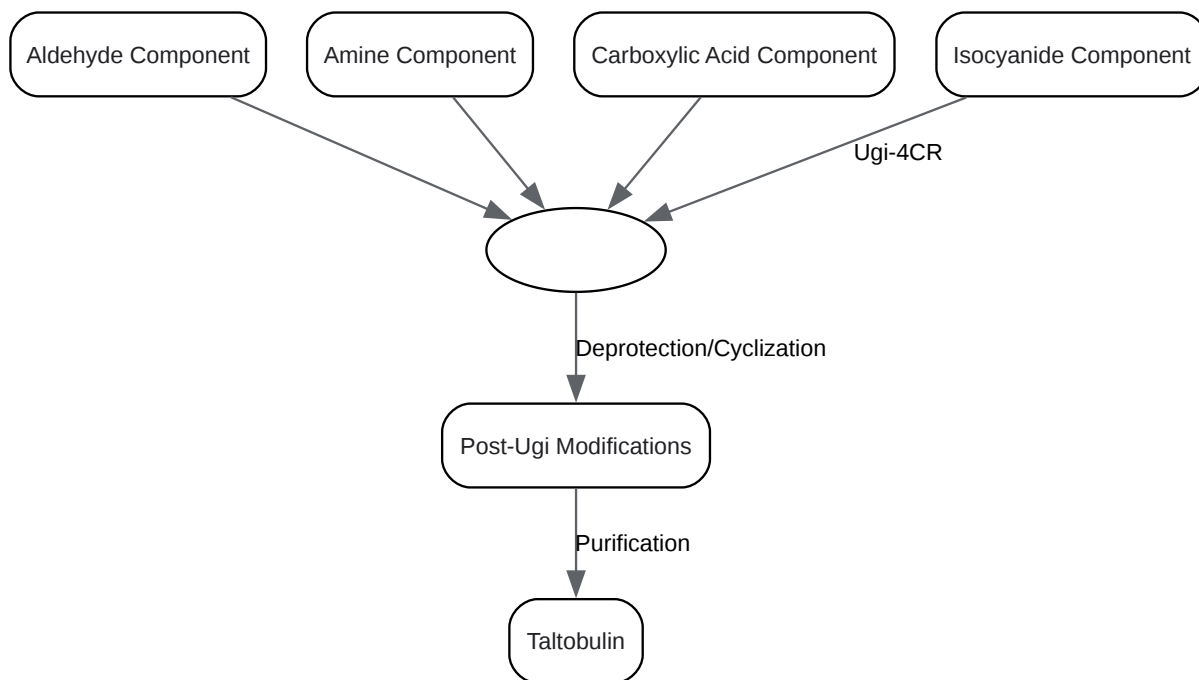 Aldehyde Component
Amine Component
Carboxylic Acid Component
Isocyanide Component
Ugi-4CR
Deprotection/Cyclization
Post-Ugi Modifications
Purification
Taltobulin